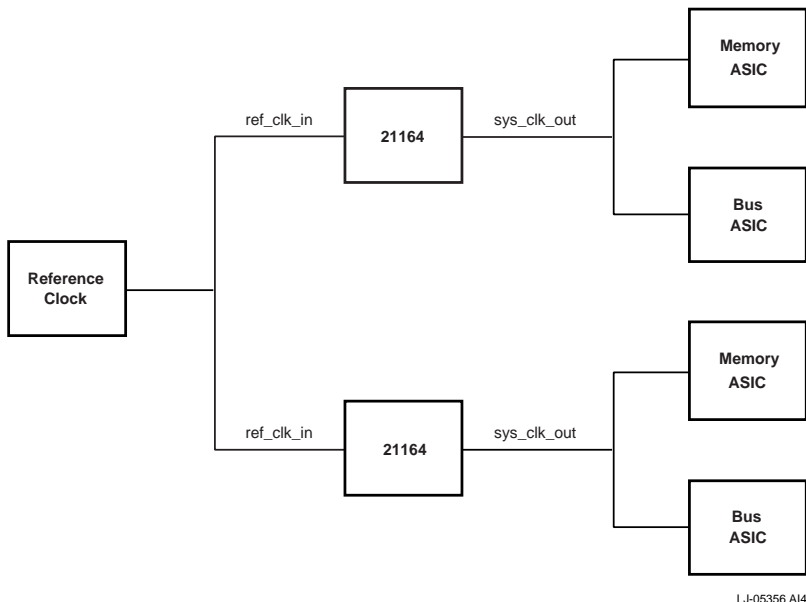 Memory
ASIC
ref_clk_in
21164
sys_clk_out
Bus
ASIC
Reference
Clock
Memory
ASIC
ref_clk_in
21164
sys_clk_out
Bus
ASIC
LJ-05356.AI4